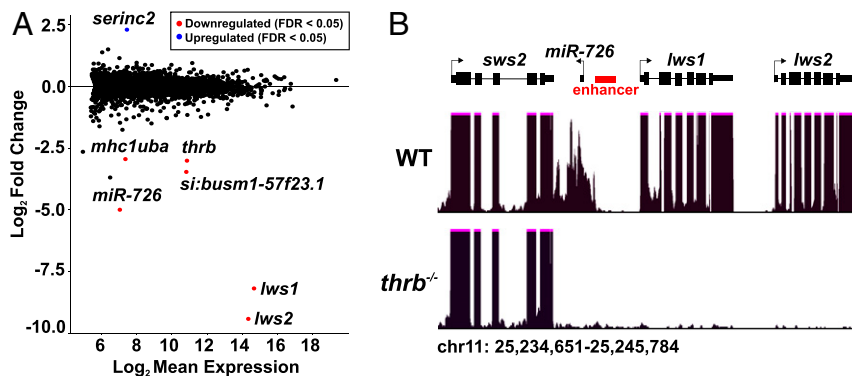 A
serinc2
Downregulated (FDR < 0.05)
Upregulated (FDR < 0.05)
2.5
0.0
-2.5
-5.0
-7.5
-10.0
Log2 Fold Change
mhc1uba
thrb
si:busm1-57f23.1
miR-726
lws1
lws2
6 8 10 12 14 16 18
Log2 Mean Expression
B
sws2 miR-726 lws1 lws2
enhancer
WT
thrb-/-
chr11: 25,234,651-25,245,784